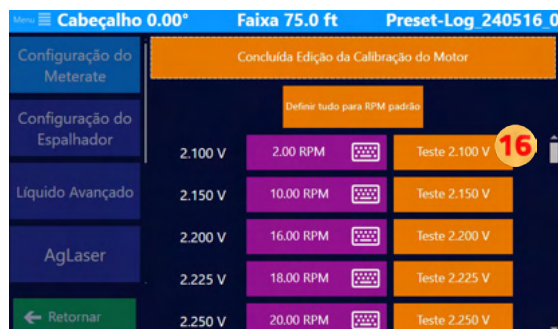 Menu Cabeçalho 0.00° Faixa 75.0 ft Preset-Log_240516_0
Configuração do
Meterate
Concluída Edição da Calibração do Motor
Configuração do
Espalhador
Definir tudo para RPM padrão
2.100 V 2.00 RPM Teste 2.100 V 16
Líquido Avançado
2.150 V 10.00 RPM Teste 2.150 V
2.200 V 16.00 RPM Teste 2.200 V
AgLaser
2.225 V 18.00 RPM Teste 2.225 V
Retornar
2.250 V 20.00 RPM Teste 2.250 V